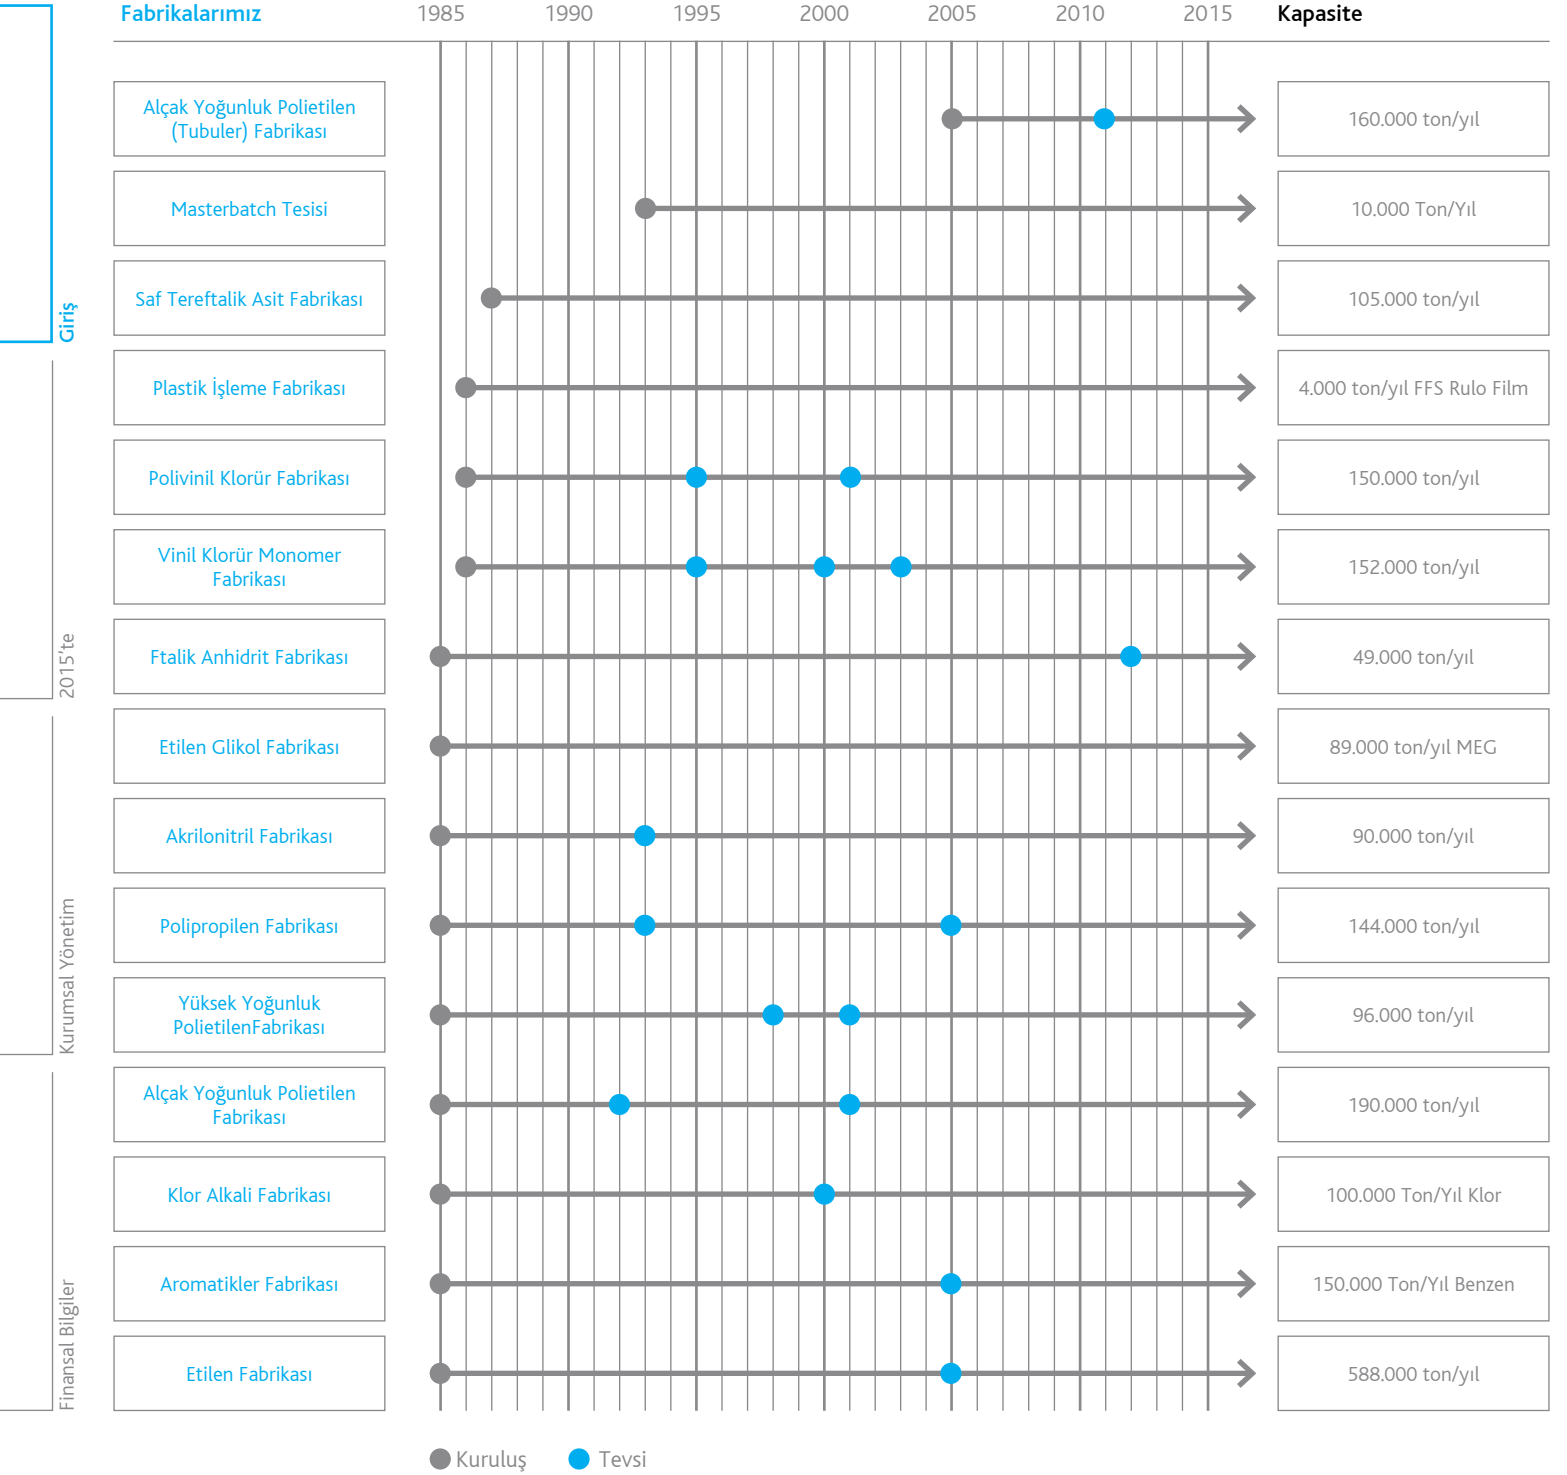 Fabrikalarımız 1985 1990 1995 2000 2005 2010 2015 Kapasite
Alçak Yoğunluk Polietilen
(Tubuler) Fabrikası
160.000 ton/yıl
Masterbatch Tesisi
10.000 Ton/Yıl
Saf Tereftalik Asit Fabrikası
105.000 ton/yıl
Plastik İşleme Fabrikası
4.000 ton/yıl FFS Rulo Film
Polivinil Klorür Fabrikası
150.000 ton/yıl
Vinil Klorür Monomer
Fabrikası
152.000 ton/yıl
Ftalik Anhidrit Fabrikası
49.000 ton/yıl
Etilen Glikol Fabrikası
89.000 ton/yıl MEG
Akrilonitril Fabrikası
90.000 ton/yıl
Polipropilen Fabrikası
144.000 ton/yıl
Yüksek Yoğunluk
PolietilenFabrikası
96.000 ton/yıl
Alçak Yoğunluk Polietilen
Fabrikası
190.000 ton/yıl
Klor Alkali Fabrikası
100.000 Ton/Yıl Klor
Aromatikler Fabrikası
150.000 Ton/Yıl Benzen
Etilen Fabrikası
588.000 ton/yıl
Kuruluş Tevsi
Giriş
2015'te
Kurumsal Yönetim
Finansal Bilgiler